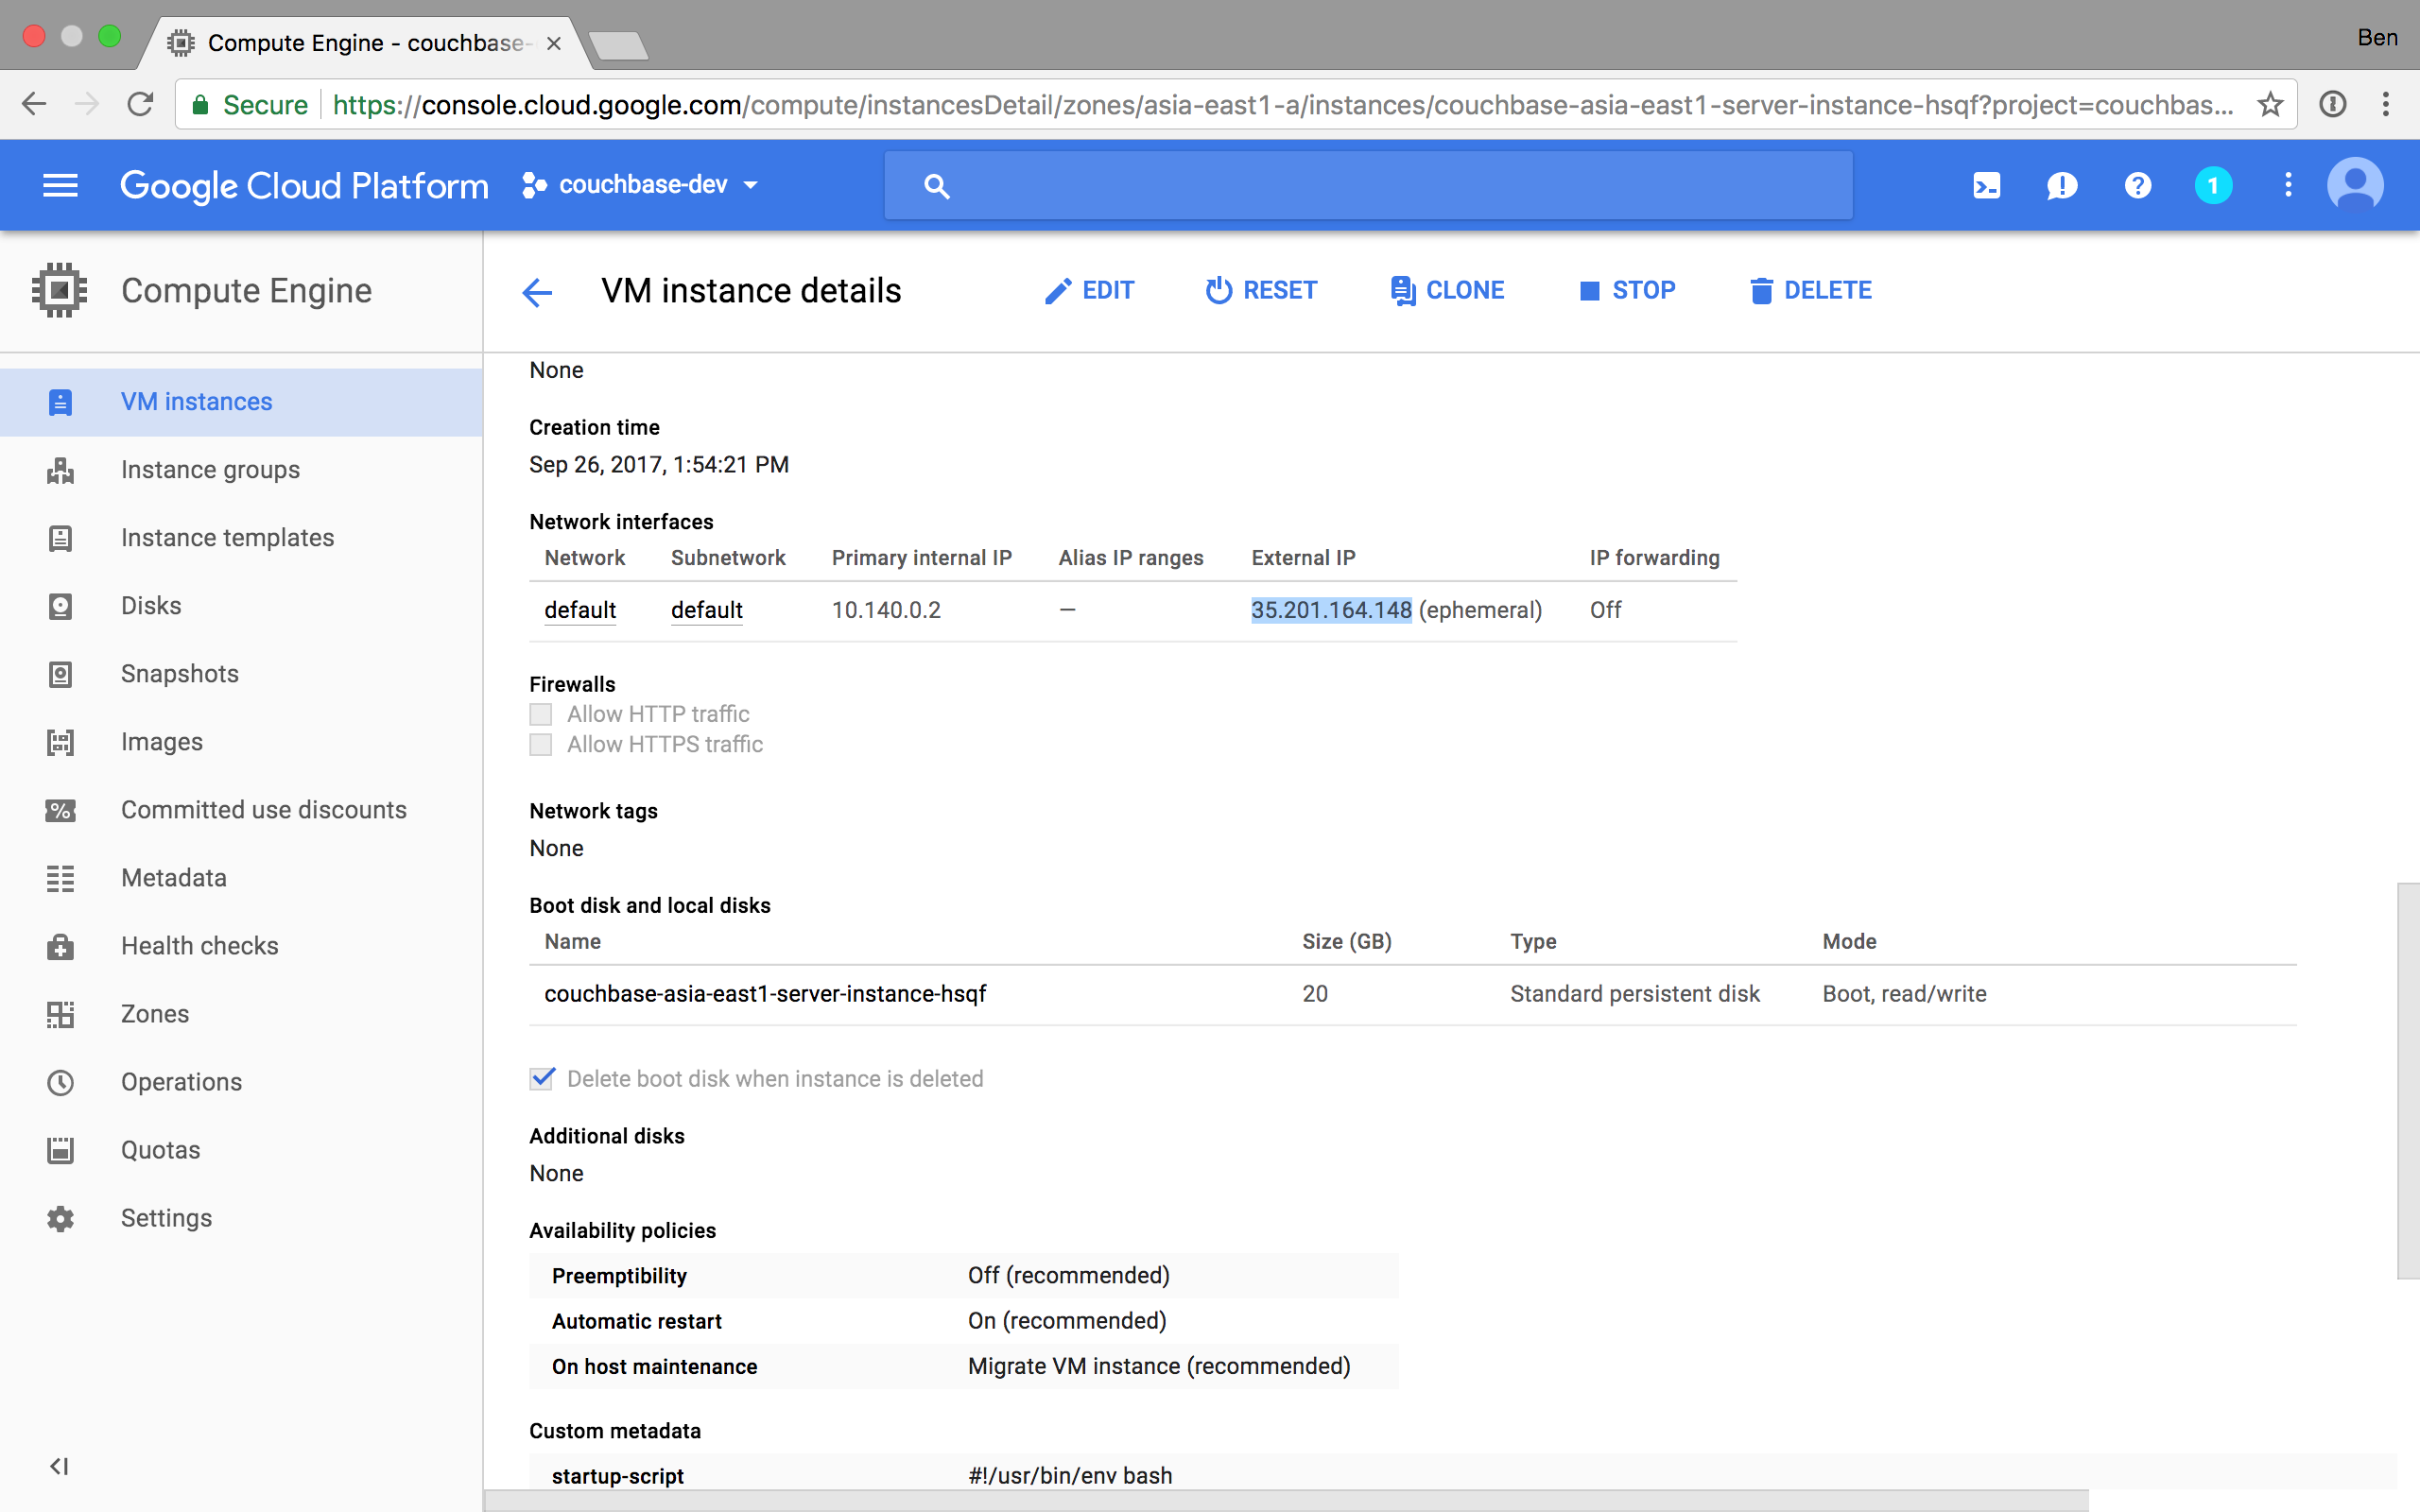 Compute Engine - couchbase-
Ben
Secure https://console.cloud.google.com/compute/instancesDetail/zones/asia-east1-a/instances/couchbase-asia-east1-server-instance-hsqf?project=couchbas...
Google Cloud Platform couchbase-dev 1
Compute Engine
VM instance details EDIT RESET CLONE STOP DELETE
VM instances
Instance groups
Instance templates
Disks
Snapshots
Images
Committed use discounts
Metadata
Health checks
Zones
Operations
Quotas
Settings
None
Creation time
Sep 26, 2017, 1:54:21 PM
Network interfaces
Network Subnetwork Primary internal IP Alias IP ranges External IP IP forwarding
default default 10.140.0.2 — 35.201.164.148 (ephemeral) Off
Firewalls
Allow HTTP traffic
Allow HTTPS traffic
Network tags
None
Boot disk and local disks
Name Size (GB) Type Mode
couchbase-asia-east1-server-instance-hsqf 20 Standard persistent disk Boot, read/write
Delete boot disk when instance is deleted
Additional disks
None
Availability policies
Preemptibility Off (recommended)
Automatic restart On (recommended)
On host maintenance Migrate VM instance (recommended)
Custom metadata
startup-script #!/usr/bin/env bash